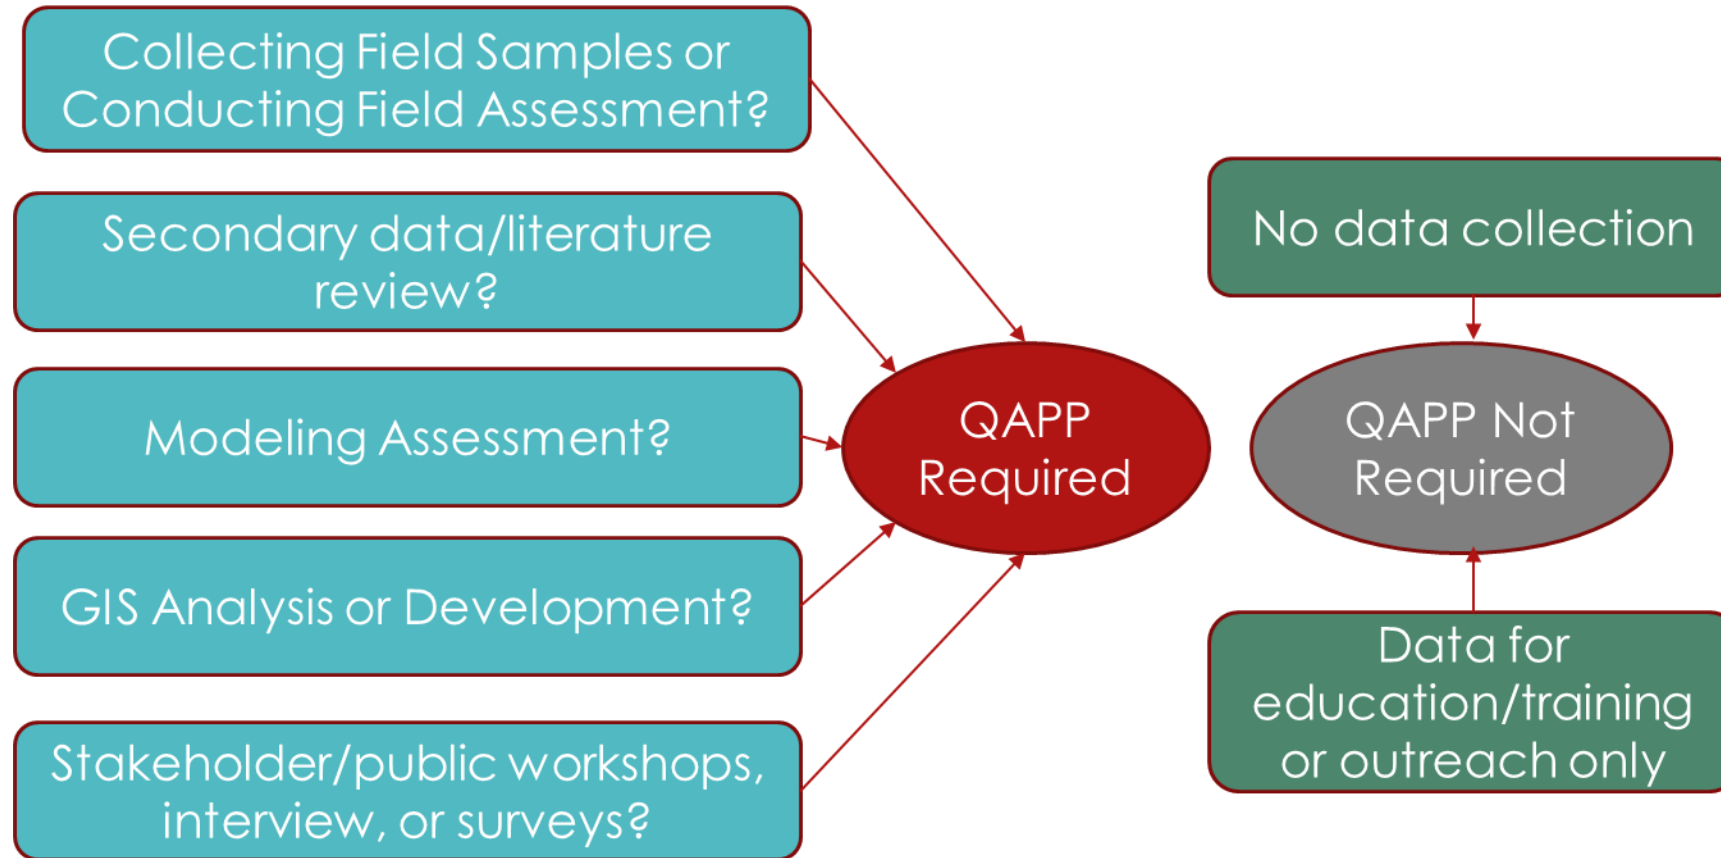 Collecting Field Samples or
Conducting Field Assessment?
Secondary data/literature
review?
Modeling Assessment?
GIS Analysis or Development?
Stakeholder/public workshops,
interview, or surveys?
QAPP
Required
No data collection
QAPP Not
Required
Data for
education/training
or outreach only